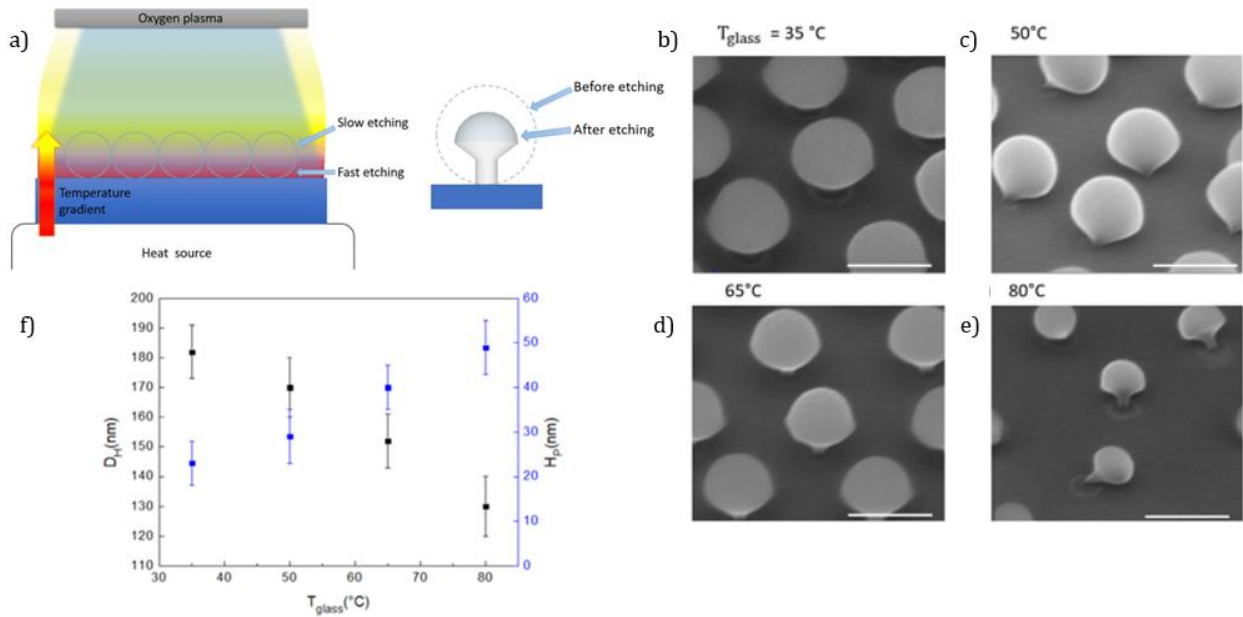 a)
Oxygen plasma
Slow etching
Fast etching
Temperature
gradient
Heat source
Before etching
After etching
b)
T_glass = 35 °C
c)
50°C
d)
65°C
e)
80°C
f)
200
190
180
170
160
150
140
130
120
110
D_H(nm)
60
50
40
30
20
10
0
H_P(nm)
30
40
50
60
70
80
T_glass(°C)